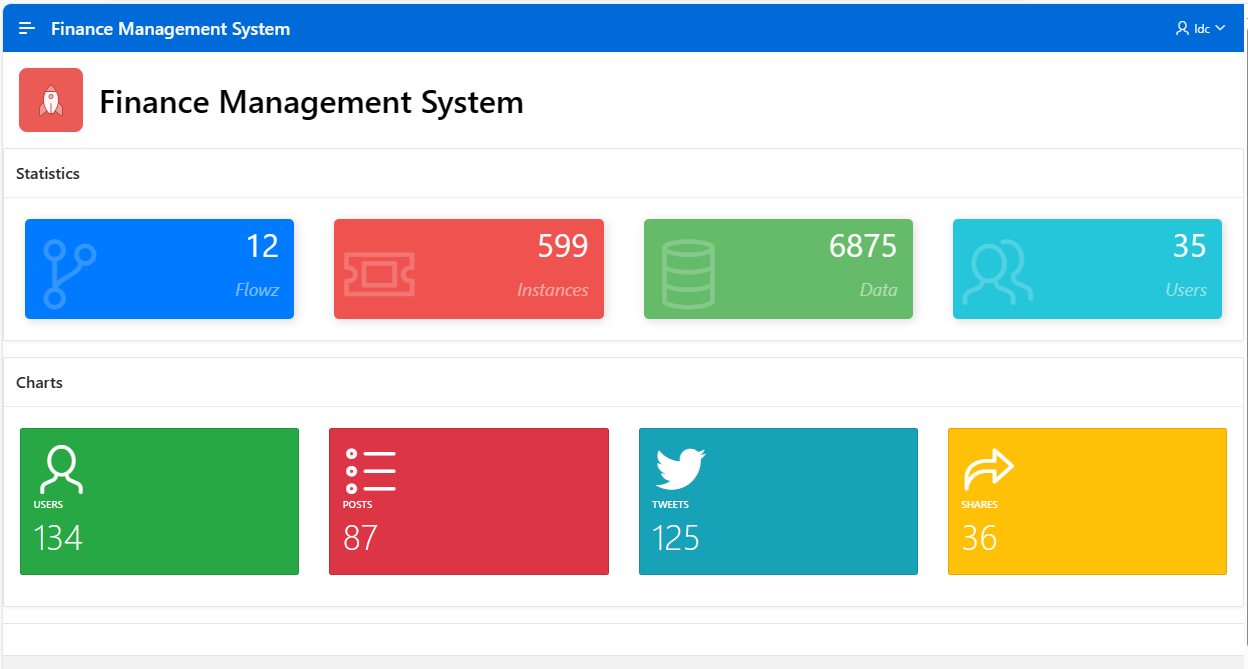 Finance Management System
ldc
Finance Management System
Statistics
12
Flowz
599
Instances
6875
Data
35
Users
Charts
USERS
134
POSTS
87
TWEETS
125
SHARES
36